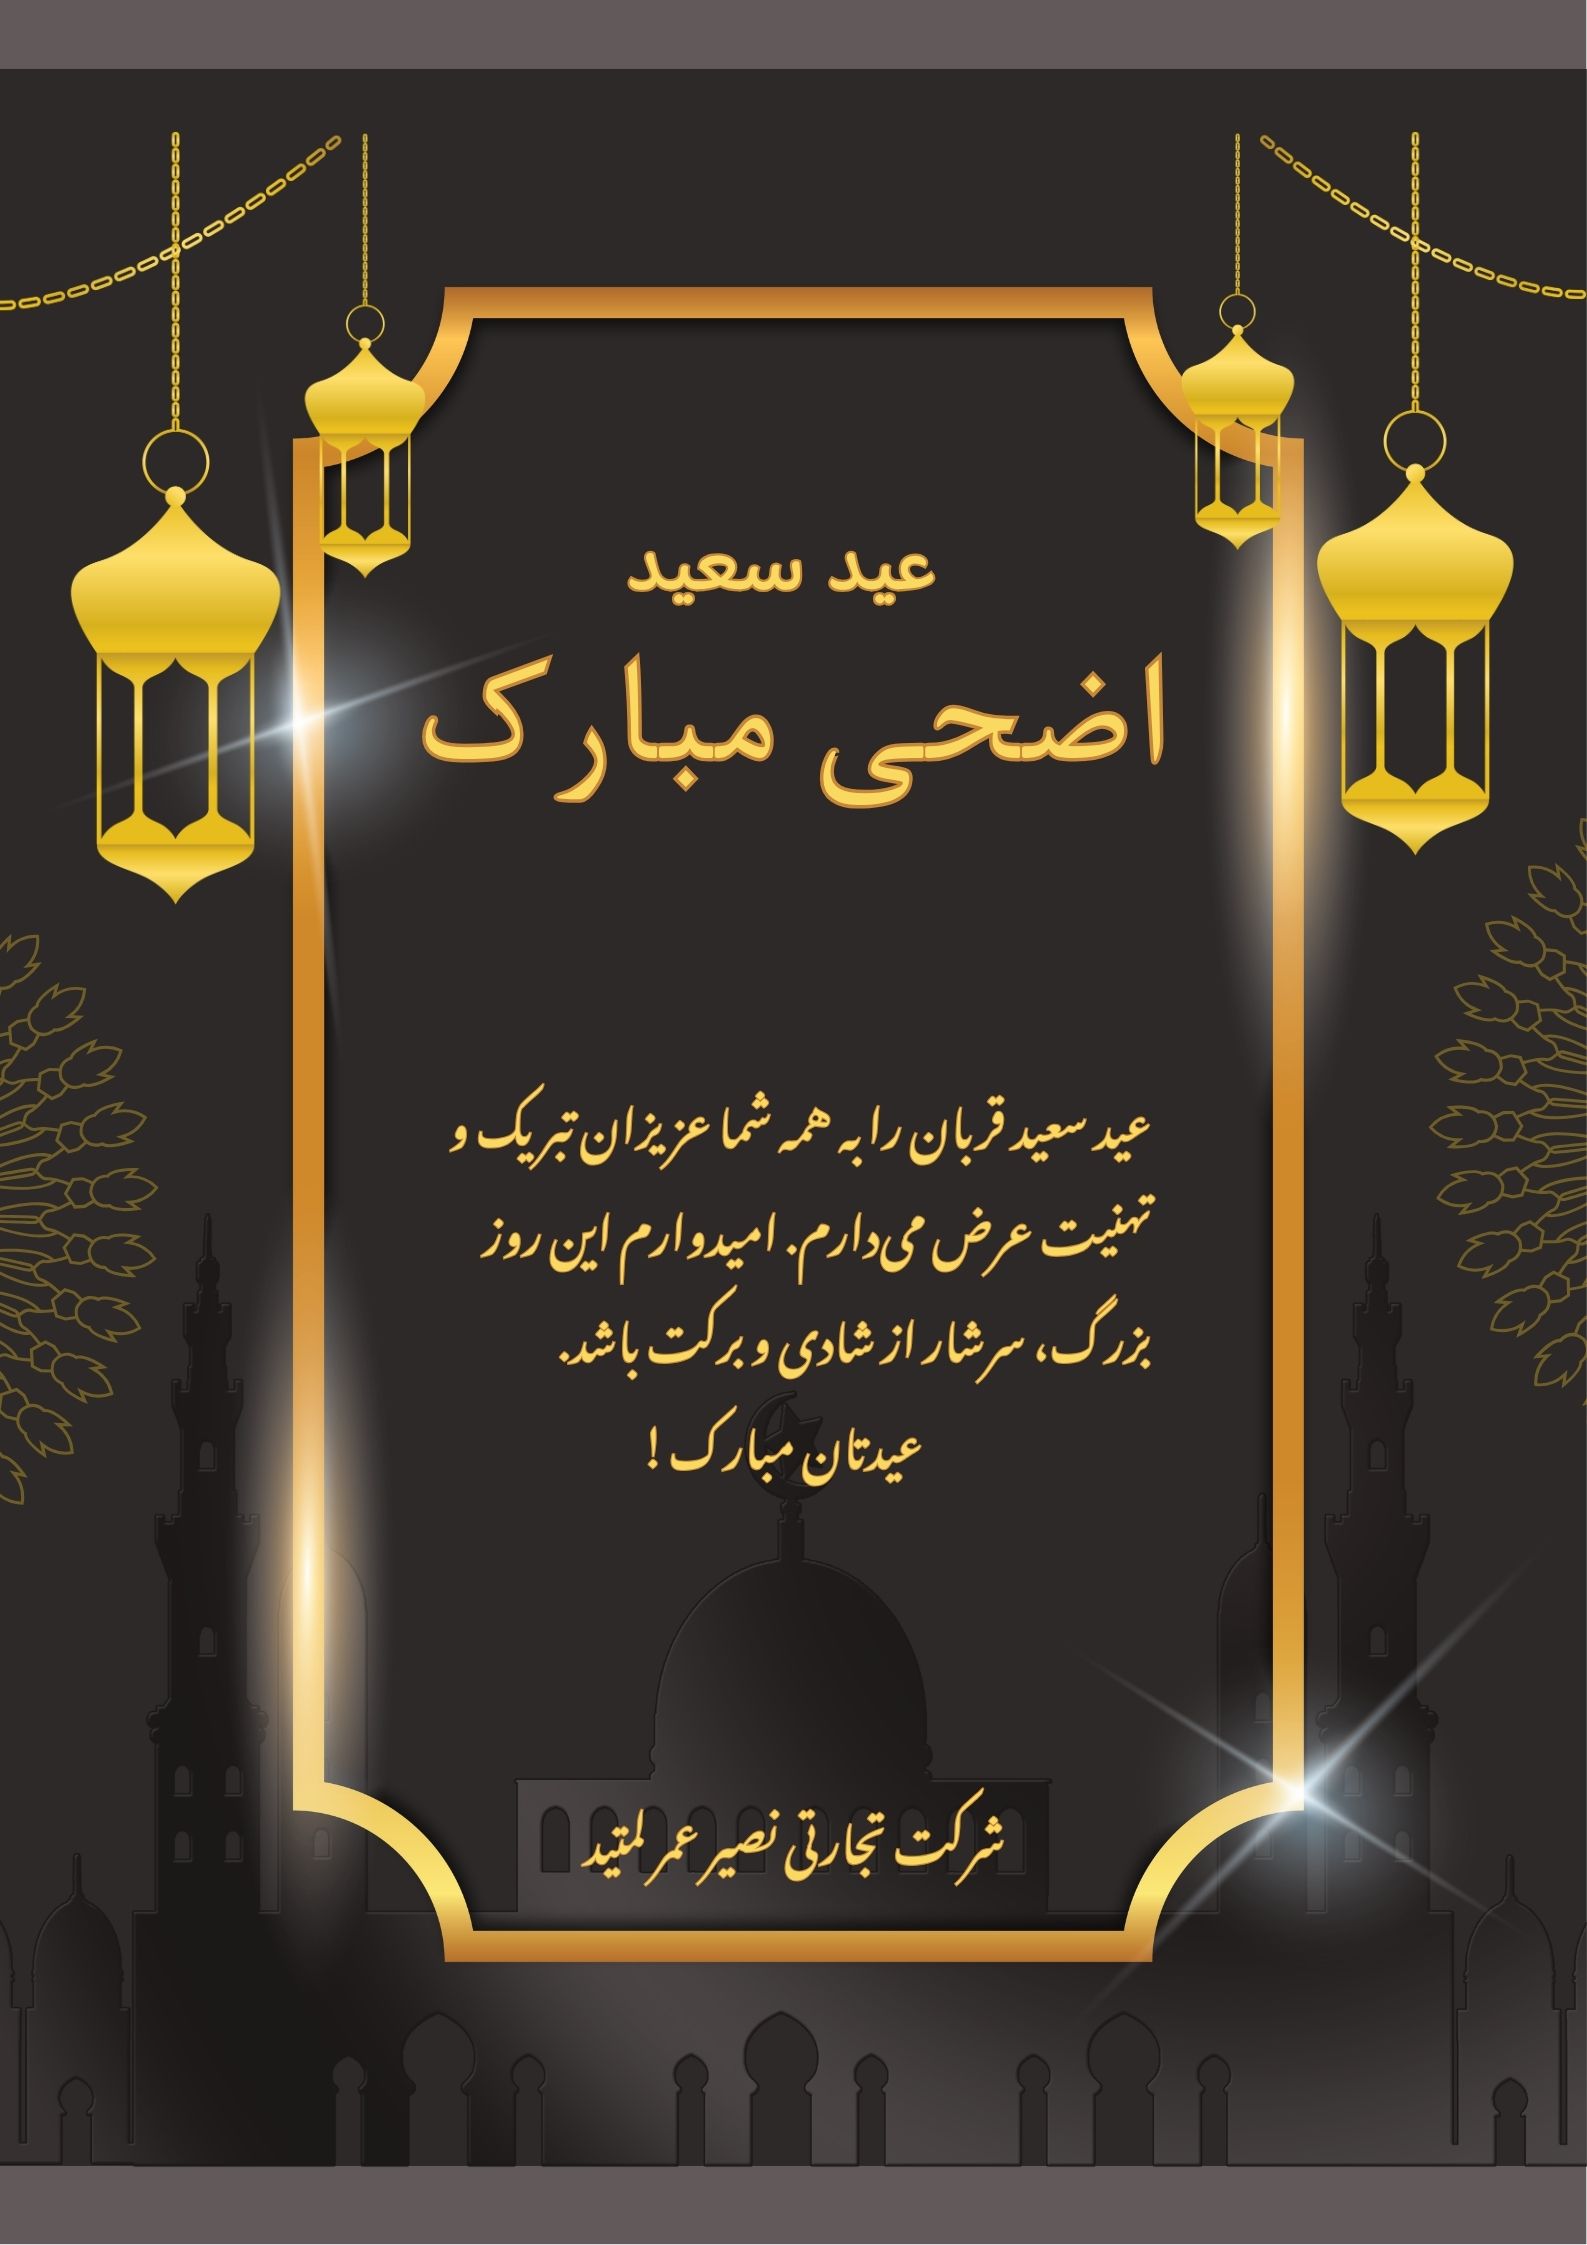 عید سعید
اضحی مبارک
عید سعید قربان را به همه شما عزیزان تبریک و
تهنیت عرض می‌دارم. امیدوارم این روز
بزرگ، سرشار از شادی و برکت باشد.
عیدتان مبارک !
شرکت تجارتی نصیر عمر لمتید